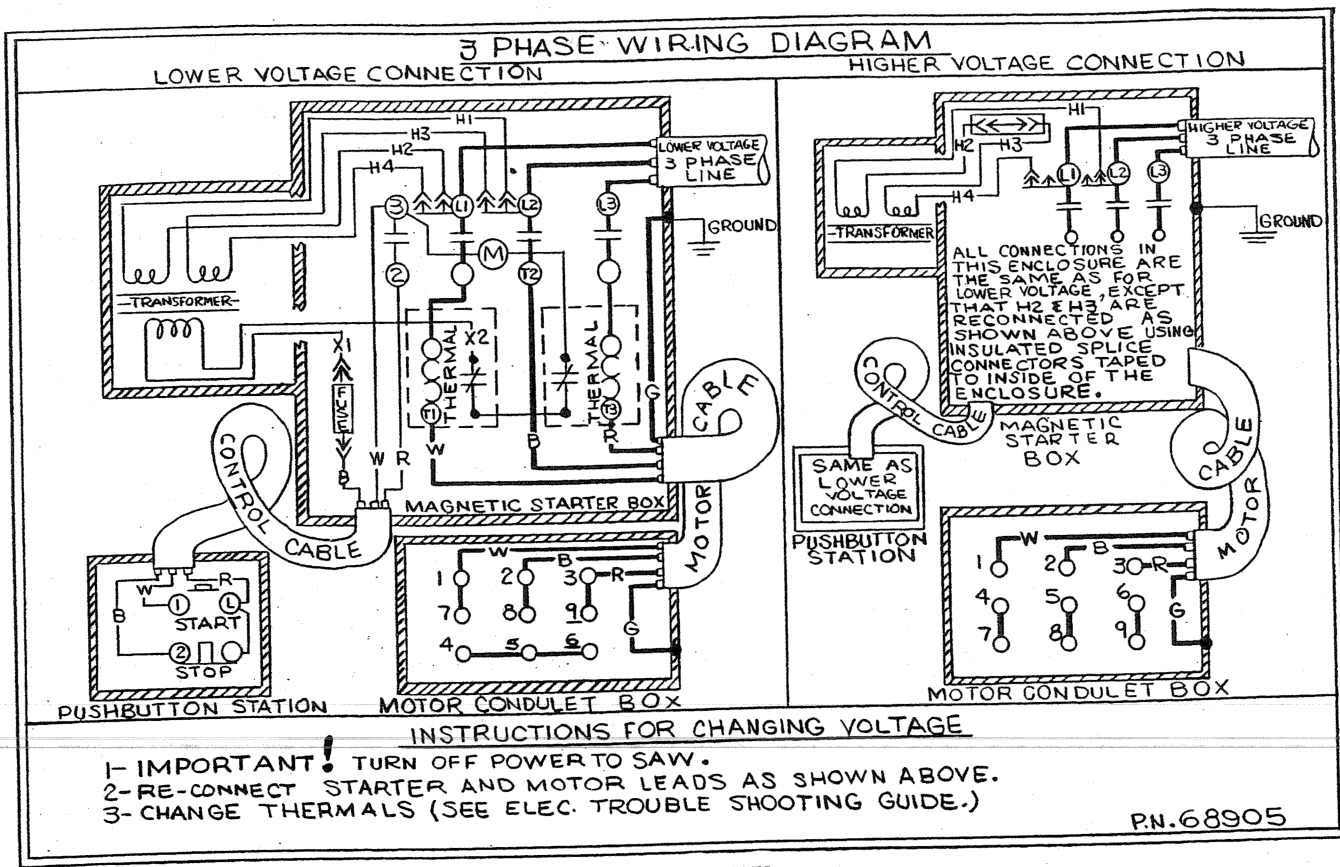 3 PHASE WIRING DIAGRAM
LOWER VOLTAGE CONNECTION
HIGHER VOLTAGE CONNECTION
H1
H3
H2
H4
LOWER VOLTAGE
3 PHASE
LINE
3
L1
L2
L3
GROUND
M
2
T2
TRANSFORMER
X1
X2
FUSE
THERMAL
THERMAL
T1
T3
G
B
W
R
W
B
R
CABLE
MOTOR
MAGNETIC STARTER BOX
CONTROL
CABLE
W
R
B
1
L
START
2
STOP
PUSHBUTTON STATION
W
B
1
2
3
R
7
8
9
G
4
5
6
MOTOR CONDULET BOX
H1
H2
H3
H4
HIGHER VOLTAGE
3 PHASE
LINE
L1
L2
L3
TRANSFORMER
GROUND
ALL CONNECTIONS IN
THIS ENCLOSURE ARE
THE SAME AS FOR
LOWER VOLTAGE, EXCEPT
THAT H2 & H3 ARE
RECONNECTED AS
SHOWN ABOVE USING
INSULATED SPLICE
CONNECTORS TAPED
TO INSIDE OF THE
ENCLOSURE.
CONTROL CABLE
MAGNETIC
STARTER
BOX
CABLE
MOTOR
SAME AS
LOWER
VOLTAGE
CONNECTION
PUSHBUTTON
STATION
W
B
1
2
3
R
4
5
6
G
7
8
9
MOTOR CONDULET BOX
INSTRUCTIONS FOR CHANGING VOLTAGE
1- IMPORTANT! TURN OFF POWER TO SAW.
2- RE-CONNECT STARTER AND MOTOR LEADS AS SHOWN ABOVE.
3- CHANGE THERMALS (SEE ELEC. TROUBLE SHOOTING GUIDE.)
P.N. 68905